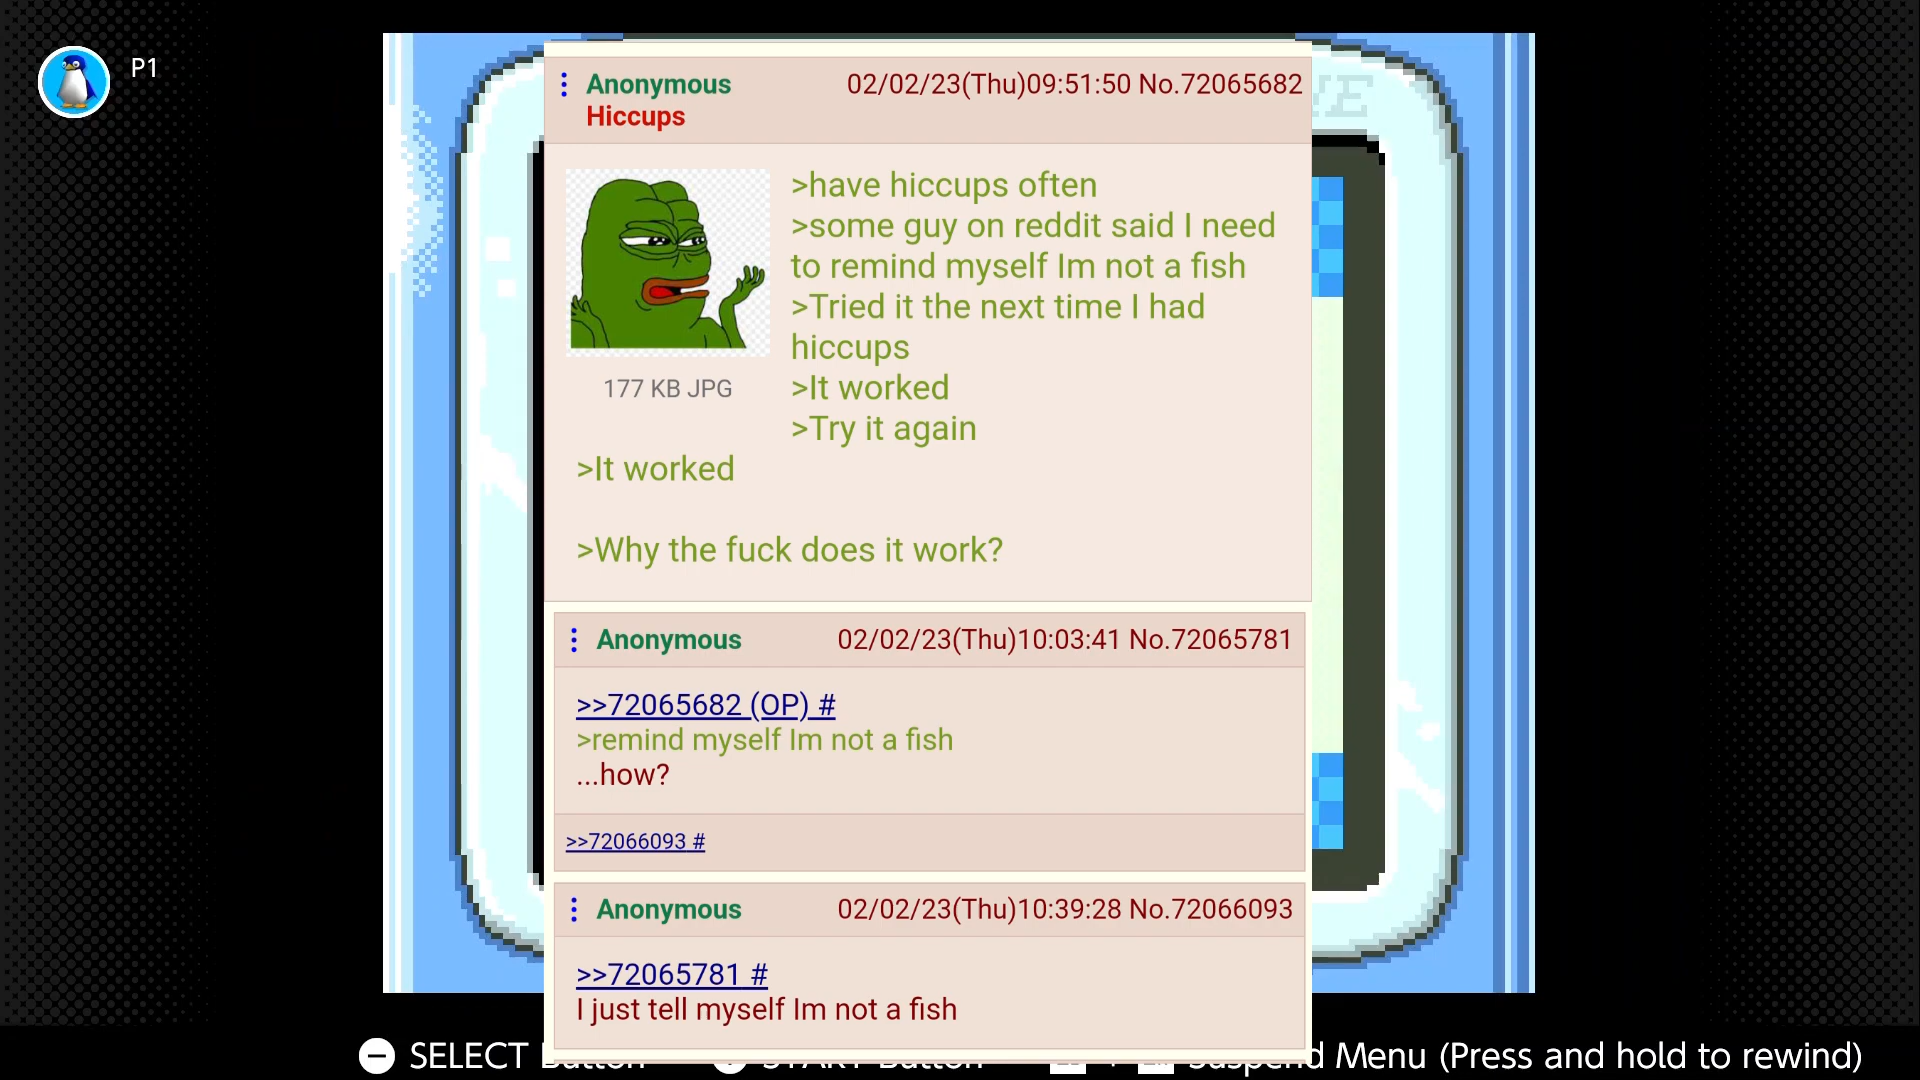 P1
Anonymous 02/02/23(Thu)09:51:50 No.72065682
Hiccups
>have hiccups often
>some guy on reddit said I need
to remind myself Im not a fish
>Tried it the next time I had
hiccups
>It worked
>Try it again
177 KB JPG
>It worked
>Why the fuck does it work?
Anonymous 02/02/23(Thu)10:03:41 No.72065781
>>72065682 (OP) #
>remind myself Im not a fish
...how?
>>72066093 #
Anonymous 02/02/23(Thu)10:39:28 No.72066093
>>72065781 #
I just tell myself Im not a fish
SELECT Button START Button + Suspend Menu (Press and hold to rewind)